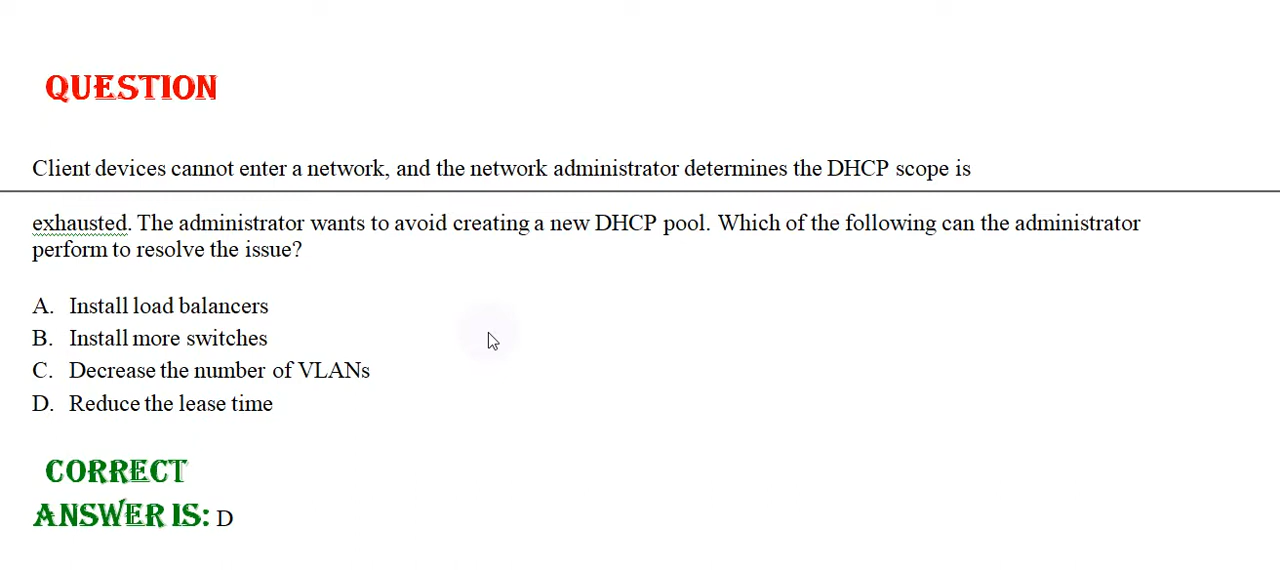 QUESTION
Client devices cannot enter a network, and the network administrator determines the DHCP scope is
exhausted. The administrator wants to avoid creating a new DHCP pool. Which of the following can the administrator
perform to resolve the issue?
A. Install load balancers
B. Install more switches
C. Decrease the number of VLANs
D. Reduce the lease time
CORRECT
ANSWER IS: D